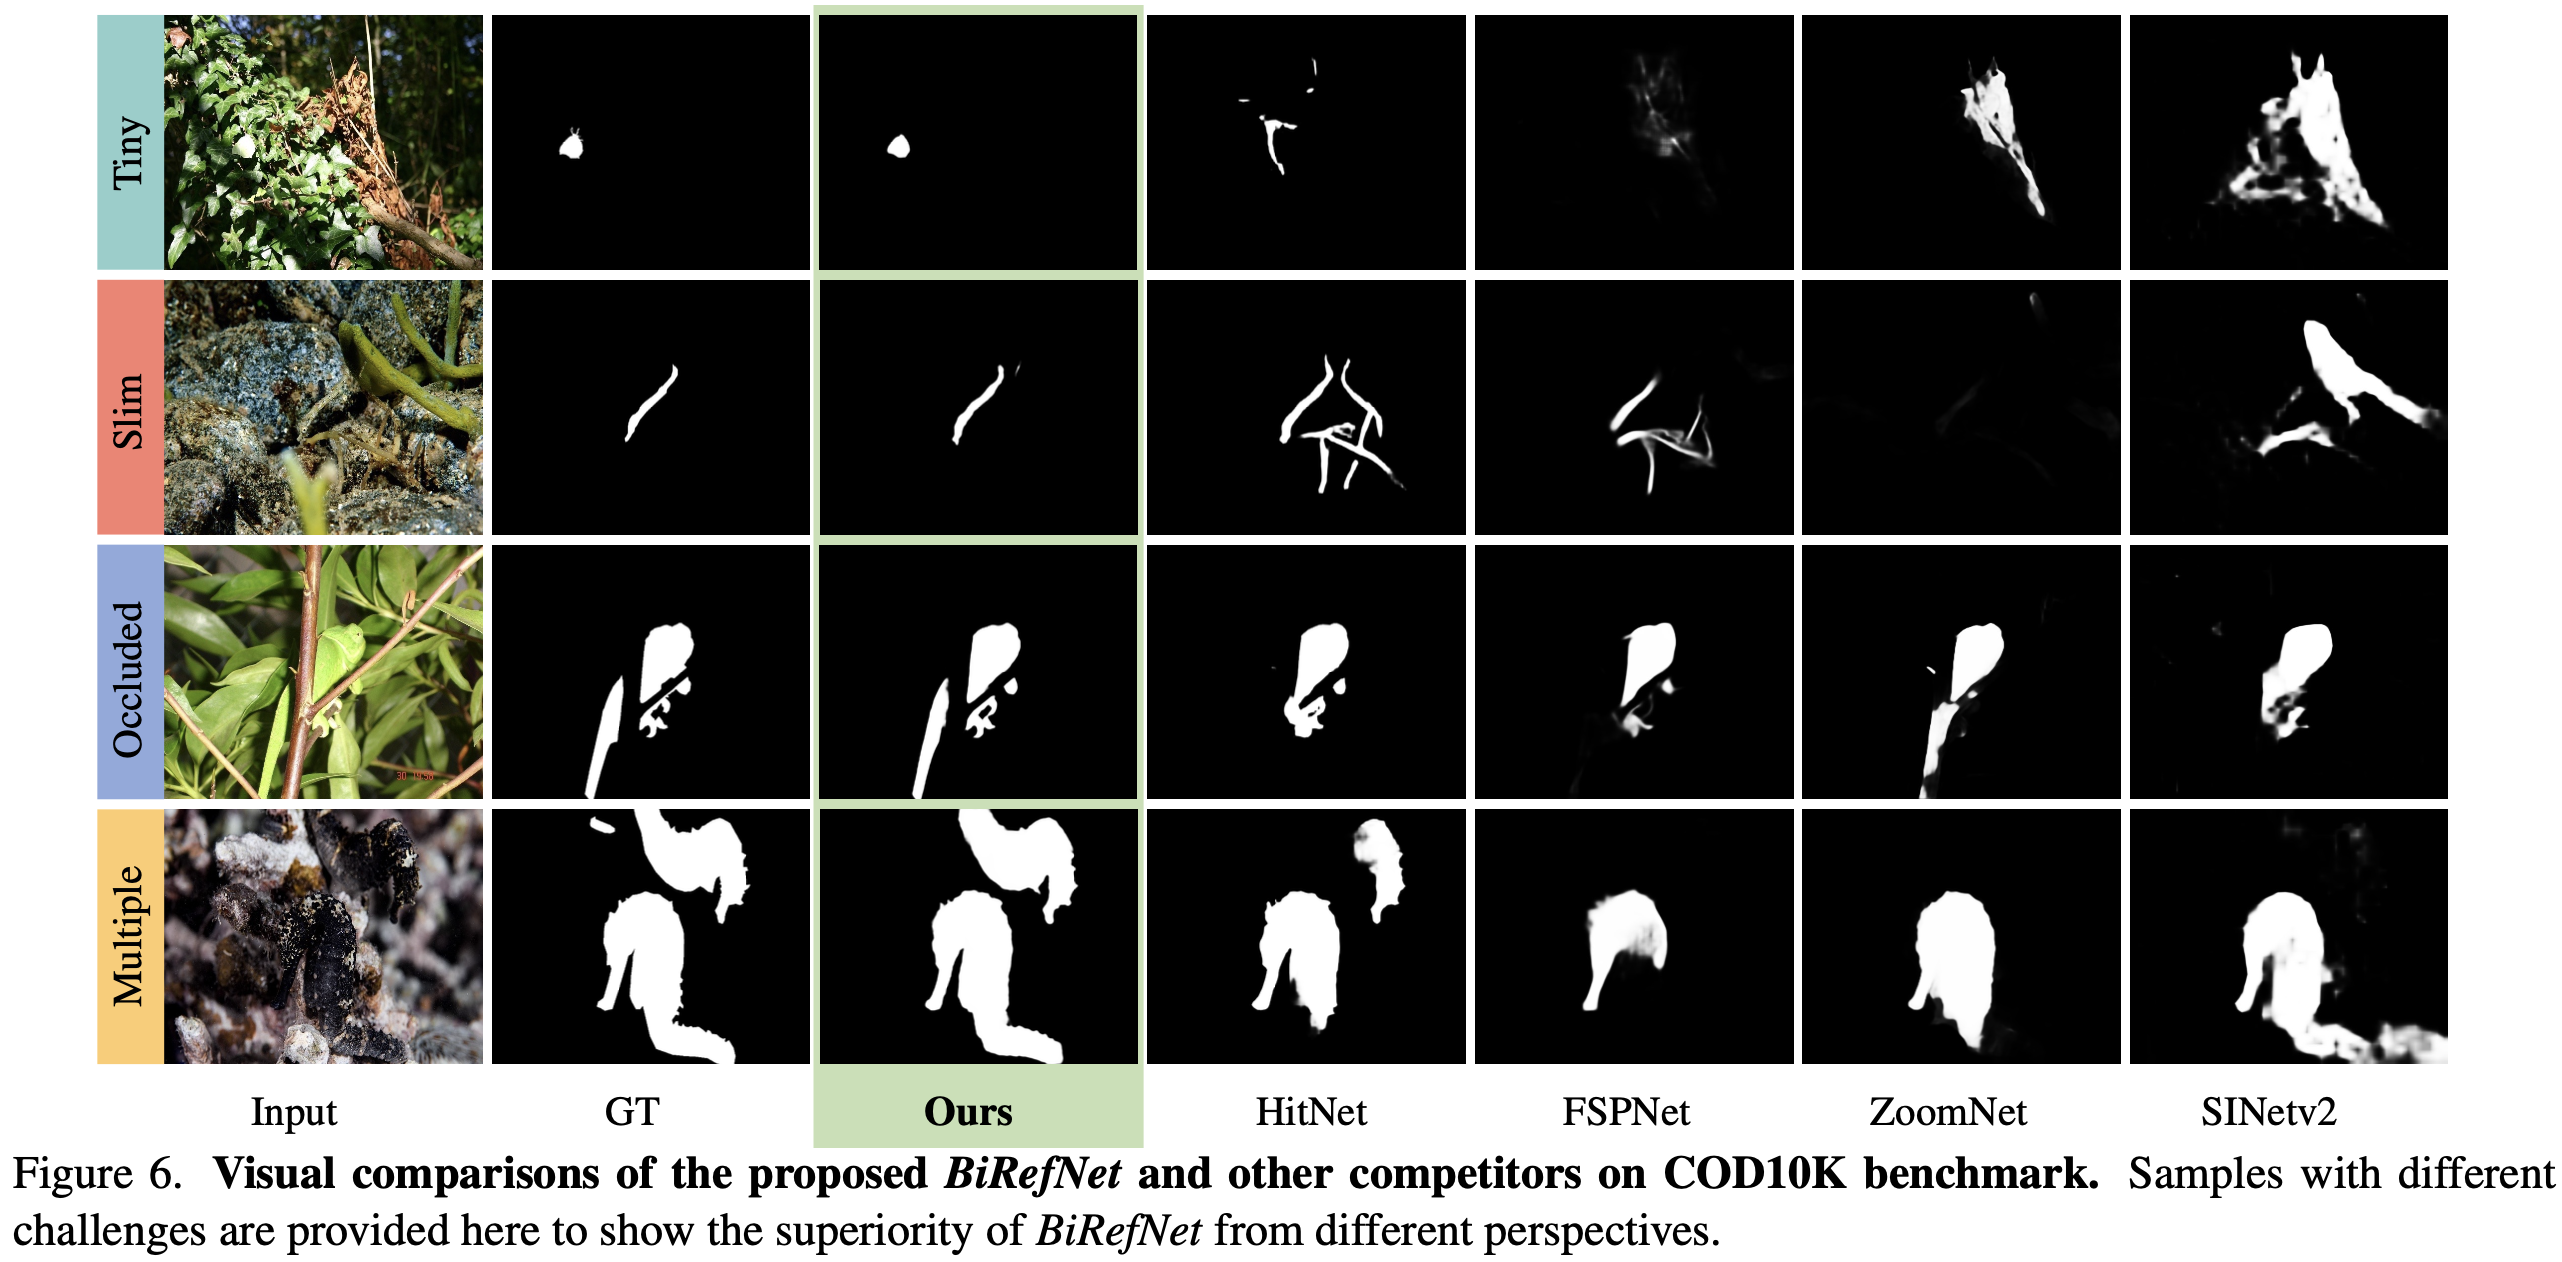 Tiny
Slim
Occluded
Multiple
Input GT Ours HitNet FSPNet ZoomNet SINetv2
Figure 6. Visual comparisons of the proposed BiRefNet and other competitors on COD10K benchmark. Samples with different
challenges are provided here to show the superiority of BiRefNet from different perspectives.